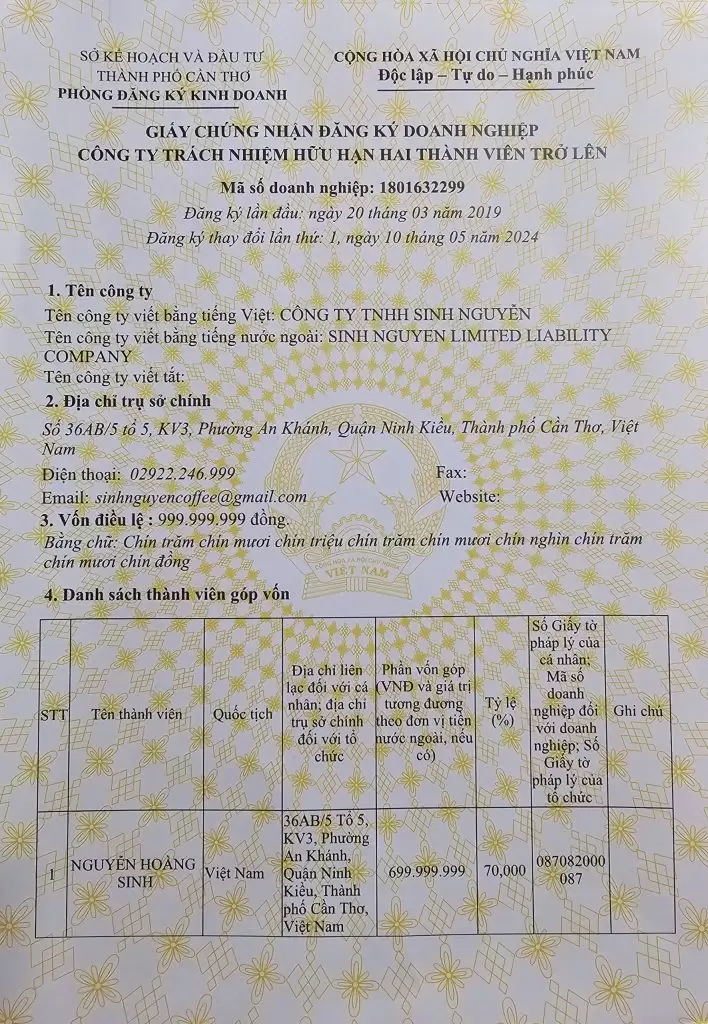 SỞ KẾ HOẠCH VÀ ĐẦU TƯ
THÀNH PHỐ CẦN THƠ
PHÒNG ĐĂNG KÝ KINH DOANH
CỘNG HÒA XÃ HỘI CHỦ NGHĨA VIỆT NAM
Độc lập – Tự do – Hạnh phúc
GIẤY CHỨNG NHẬN ĐĂNG KÝ DOANH NGHIỆP
CÔNG TY TRÁCH NHIỆM HỮU HẠN HAI THÀNH VIÊN TRỞ LÊN
Mã số doanh nghiệp: 1801632299
Đăng ký lần đầu: ngày 20 tháng 03 năm 2019
Đăng ký thay đổi lần thứ: 1, ngày 10 tháng 05 năm 2024
1. Tên công ty
Tên công ty viết bằng tiếng Việt: CÔNG TY TNHH SINH NGUYỄN
Tên công ty viết bằng tiếng nước ngoài: SINH NGUYEN LIMITED LIABILITY
COMPANY
Tên công ty viết tắt:
2. Địa chỉ trụ sở chính
Số 36AB/5 tổ 5, KV3, Phường An Khánh, Quận Ninh Kiều, Thành phố Cần Thơ, Việt
Nam
Điện thoại: 02922.246.999 Fax:
Email: sinhnguyencoffee@gmail.com Website:
3. Vốn điều lệ : 999.999.999 đồng.
Bằng chữ: Chín trăm chín mươi chín triệu chín trăm chín mươi chín nghìn chín trăm
chín mươi chín đồng
CỘNG HÒA XÃ HỘI CHỦ NGHĨA
VIỆT NAM
4. Danh sách thành viên góp vốn
STT
Tên thành viên
Quốc tịch
Địa chỉ liên
lạc đối với cá
nhân; địa chỉ
trụ sở chính
đối với tổ
chức
Phần vốn góp
(VNĐ và giá trị
tương đương
theo đơn vị tiền
nước ngoài, nếu
có)
Tỷ lệ
(%)
Số Giấy tờ
pháp lý của
cá nhân;
Mã số
doanh
nghiệp đối
với doanh
nghiệp; Số
Giấy tờ
pháp lý của
tổ chức
Ghi chú
1
NGUYỄN HOÀNG
SINH
Việt Nam
36AB/5 Tổ 5,
KV3, Phường
An Khánh,
Quận Ninh
Kiều, Thành
phố Cần Thơ,
Việt Nam
699.999.999
70,000
087082000
087